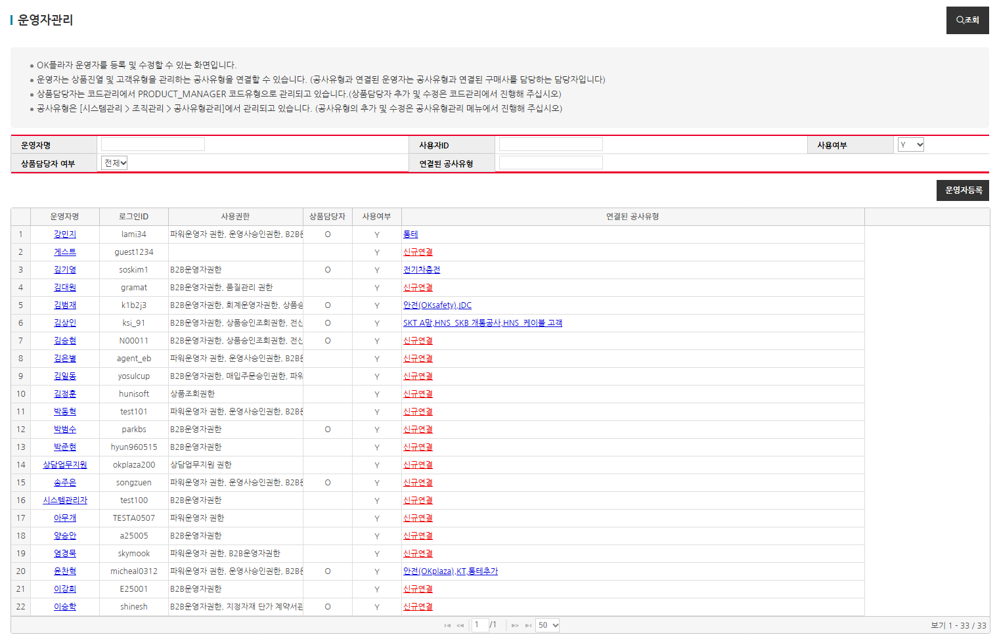 운영자관리
조회
OK플라자 운영자를 등록 및 수정할 수 있는 화면입니다.
운영자는 상품진열 및 고객유형을 관리하는 공사유형을 연결할 수 있습니다. (공사유형과 연결된 운영자는 공사유형과 연결된 구매사를 담당하는 담당자입니다)
상품담당자는 코드관리에서 PRODUCT_MANAGER 코드유형으로 관리되고 있습니다.(상품담당자 추가 및 수정은 코드관리에서 진행해 주십시오)
공사유형은 [시스템관리 > 조직관리 > 공사유형관리]에서 관리되고 있습니다. (공사유형의 추가 및 수정은 공사유형관리 메뉴에서 진행해 주십시오)
운영자명 사용자ID 사용여부 Y
상품담당자 여부 전체 연결된 공사유형
운영자등록
운영자명 로그인ID 사용권한 상품담당자 사용여부 연결된 공사유형
1 강민지 lami34 파워운영자 권한, 운영사승인권한, B2B운 O Y 통테
2 게스트 guest1234 Y 신규연결
3 김기영 soskim1 B2B운영자권한 O Y 전기차충전
4 김대원 gramat B2B운영자권한, 품질관리 권한 Y 신규연결
5 김범재 k1b2j3 B2B운영자권한, 회계운영자권한, 상품승 O Y 안전(OKsafety),IDC
6 김상인 ksi_91 B2B운영자권한, 상품승인조회권한, 전신 O Y SKT A망,HNS_SKB 개통공사,HNS_케이블 고객
7 김승현 N00011 B2B운영자권한, 상품승인조회권한, 전신 O Y 신규연결
8 김은별 agent_eb 파워운영자 권한, 운영사승인권한, B2B운 Y 신규연결
9 김일동 yosulcup B2B운영자권한, 매입주문승인권한, 파워 Y 신규연결
10 김정훈 hunisoft 상품조회권한 Y 신규연결
11 박동혁 test101 파워운영자 권한, 운영사승인권한, B2B운 Y 신규연결
12 박범수 parkbs B2B운영자권한 O Y 신규연결
13 박준현 hyun960515 B2B운영자권한 Y 신규연결
14 상담업무지원 okplaza200 상담업무지원 권한 Y 신규연결
15 송주은 songzuen 파워운영자 권한, 운영사승인권한, B2B운 O Y 신규연결
16 시스템관리자 test100 B2B운영자권한 Y 신규연결
17 아무개 TESTA0507 파워운영자 권한 Y 신규연결
18 양승안 a25005 B2B운영자권한 Y 신규연결
19 염경묵 skymook 파워운영자 권한, B2B운영자권한 Y 신규연결
20 윤찬혁 micheal0312 파워운영자 권한, 운영사승인권한, B2B운 O Y 안전(OKplaza),KT,통테추가
21 이강희 E25001 B2B운영자권한 Y 신규연결
22 이승학 shinesh B2B운영자권한, 지정자재 단가 계약서관 O Y 신규연결
1 /1 50 보기 1 - 33 / 33